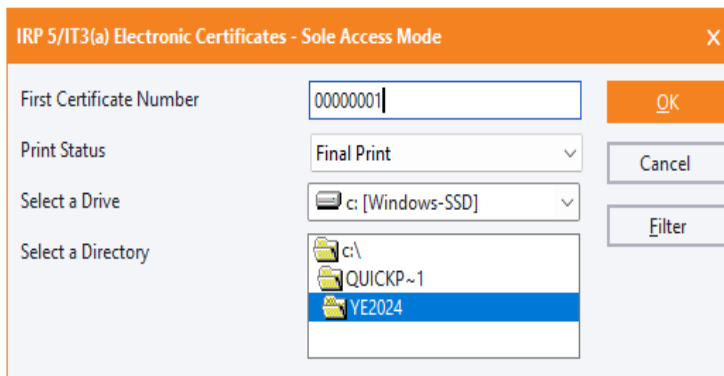 IRP 5/IT3(a) Electronic Certificates - Sole Access Mode X
First Certificate Number 00000001 OK
Print Status Final Print Cancel
Select a Drive c: [Windows-SSD] Filter
Select a Directory c:\
QUICKP~1
YE2024